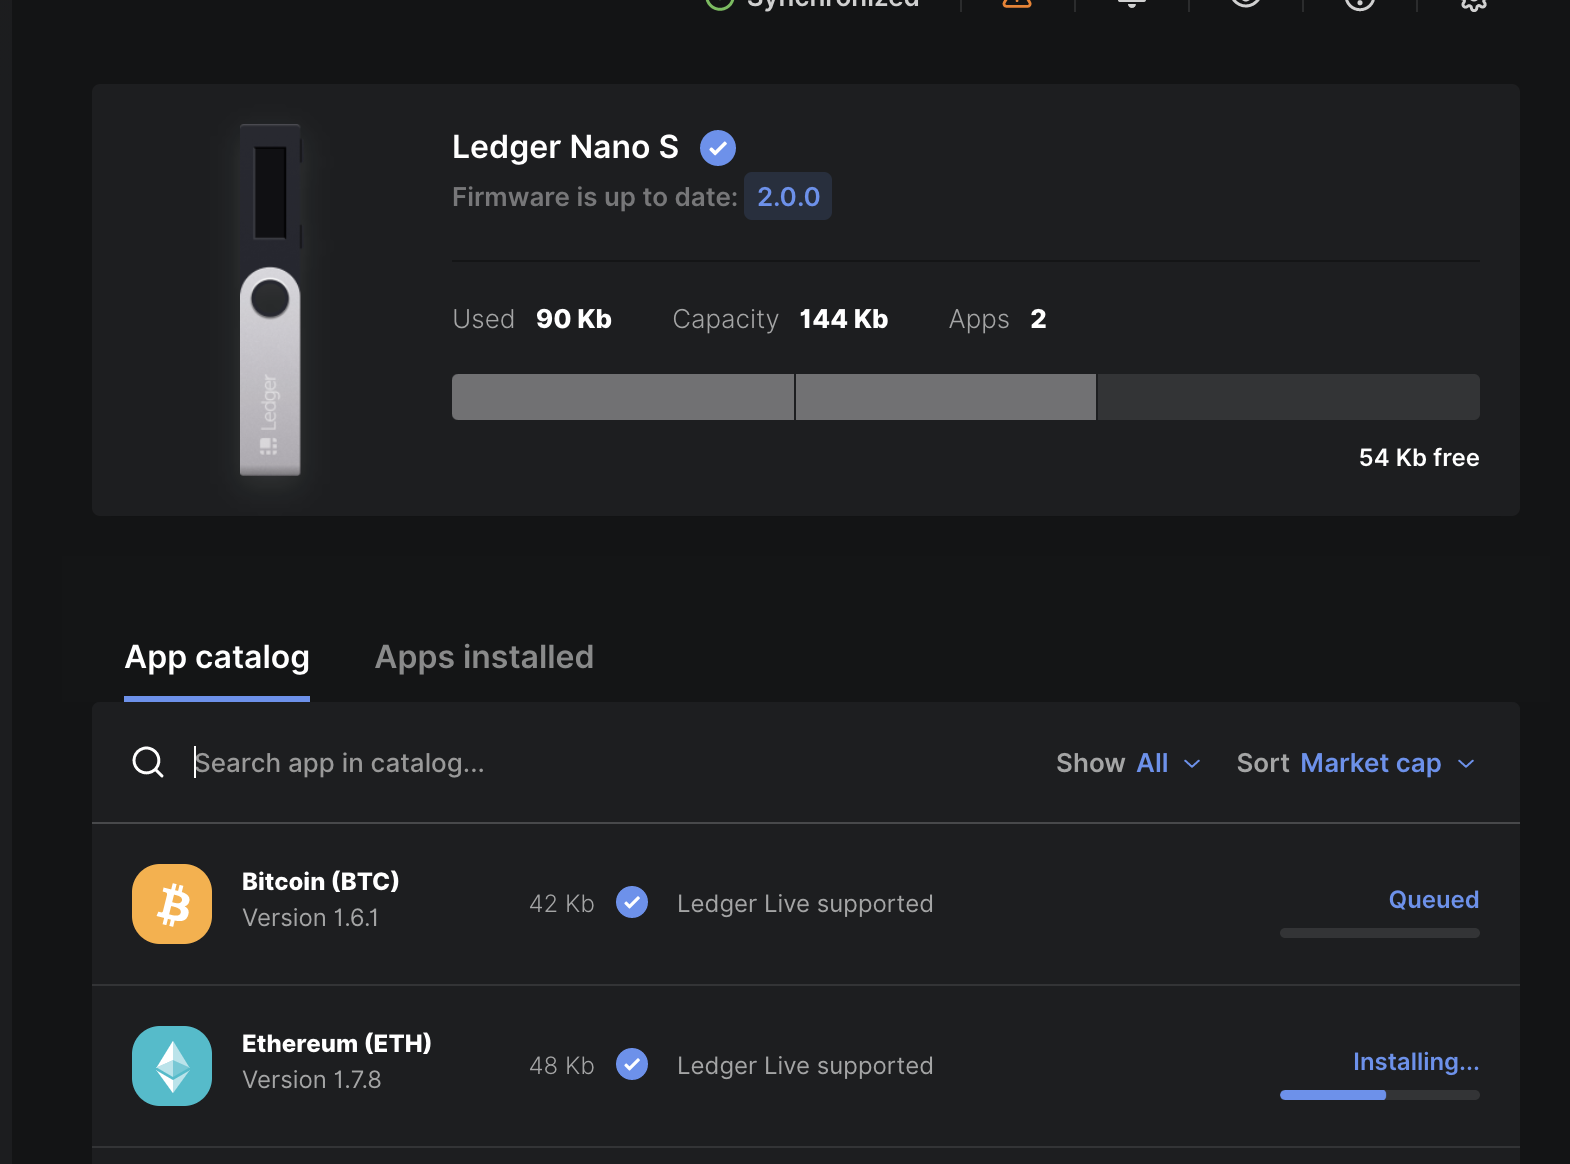 Synchronized
Ledger Nano S
Firmware is up to date: 2.0.0
Used 90 Kb Capacity 144 Kb Apps 2
Ledger
54 Kb free
App catalog Apps installed
Search app in catalog...
Show All Sort Market cap
Bitcoin (BTC)
Version 1.6.1
42 Kb Ledger Live supported
Queued
Ethereum (ETH)
Version 1.7.8
48 Kb Ledger Live supported
Installing...